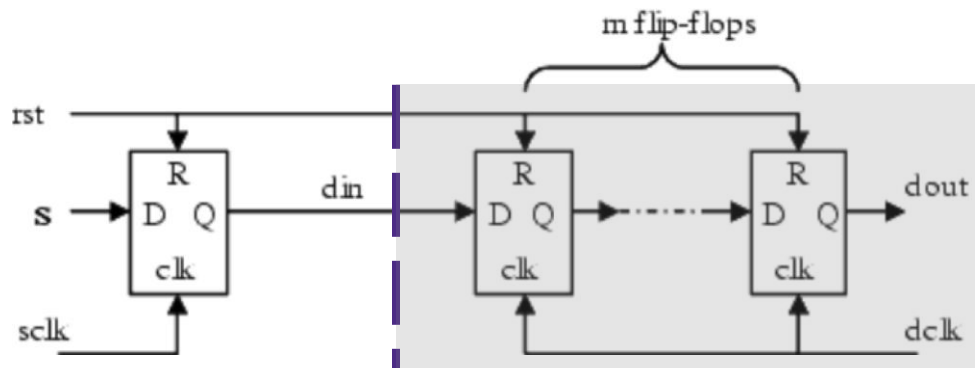 m flip-flops
rst
R R R
din dout
s D Q D Q D Q
clk clk clk
sclk dclk